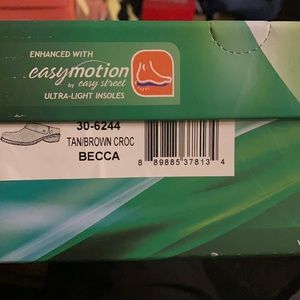 ENHANCED WITH
easymotion
by easy street
ULTRA-LIGHT INSOLES
30-6244
TAN/BROWN CROC
BECCA
8 89885 37813 4